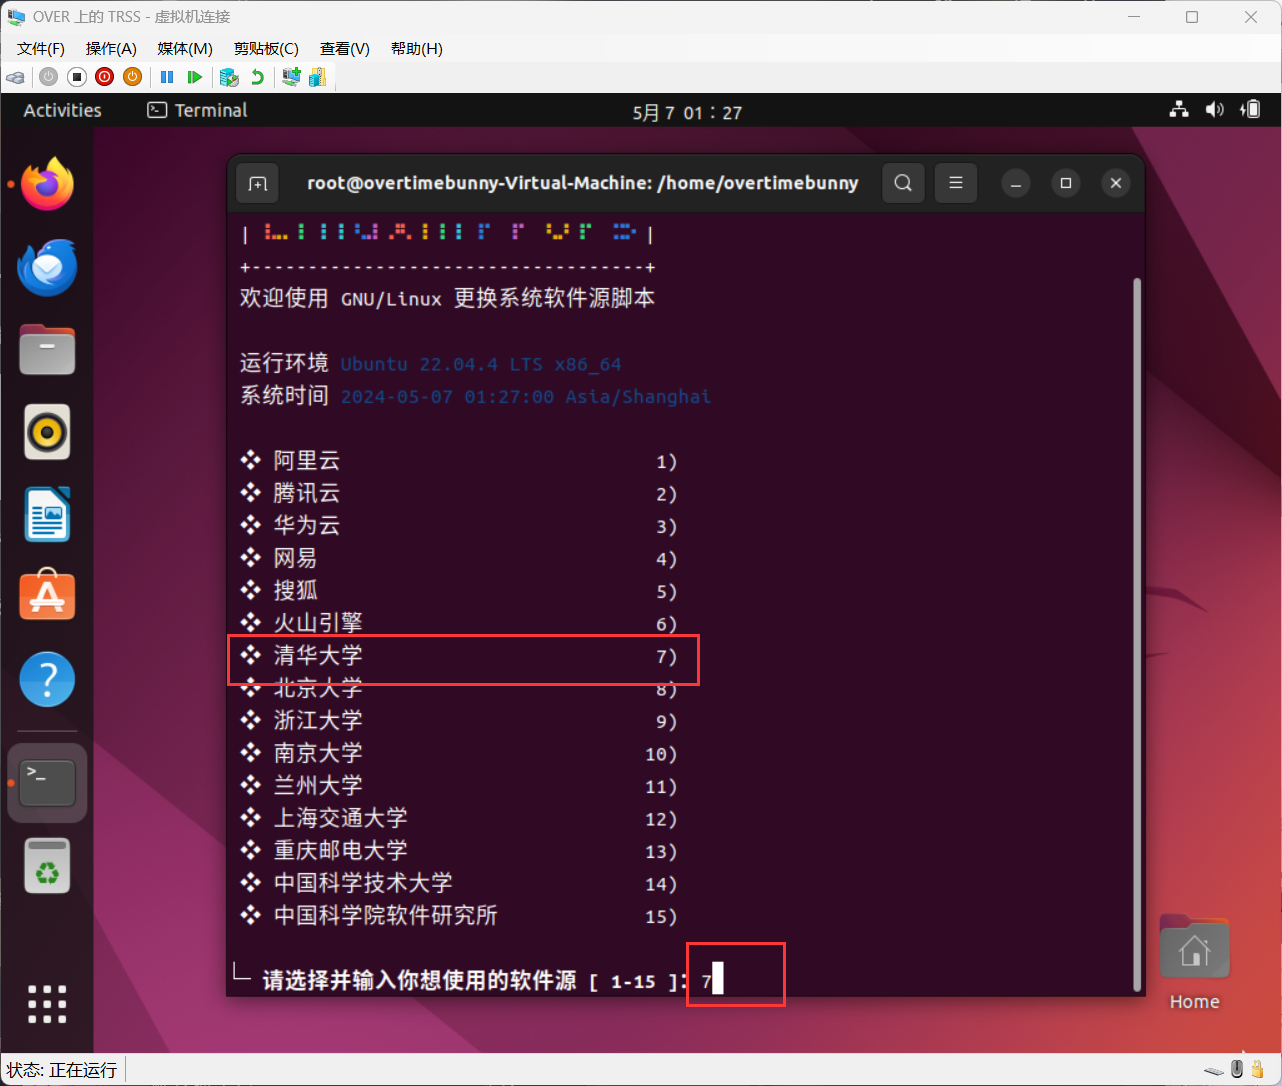 OVER 上的 TRSS - 虚拟机连接
文件(F) 操作(A) 媒体(M) 剪贴板(C) 查看(V) 帮助(H)
Activities Terminal 5月 7 01：27
root@overtimebunny-Virtual-Machine: /home/overtimebunny
+-----------------------------------+
欢迎使用 GNU/Linux 更换系统软件源脚本
运行环境 Ubuntu 22.04.4 LTS x86_64
系统时间 2024-05-07 01:27:00 Asia/Shanghai
❖ 阿里云 1)
❖ 腾讯云 2)
❖ 华为云 3)
❖ 网易 4)
❖ 搜狐 5)
❖ 火山引擎 6)
❖ 清华大学 7)
❖ 北京大学 8)
❖ 浙江大学 9)
❖ 南京大学 10)
❖ 兰州大学 11)
❖ 上海交通大学 12)
❖ 重庆邮电大学 13)
❖ 中国科学技术大学 14)
❖ 中国科学院软件研究所 15)
└─ 请选择并输入你想使用的软件源 [ 1-15 ]：7
Home
状态: 正在运行